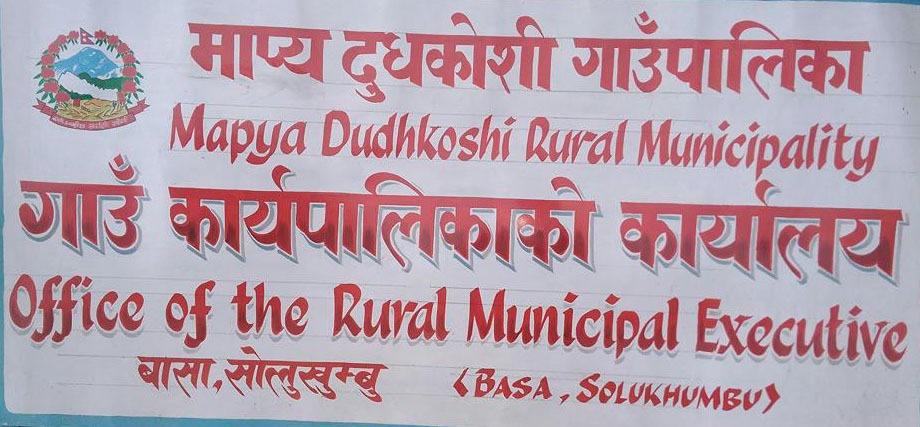 माप्य दुधकोशी गाउँपालिका
Mapya Dudhkoshi Rural Municipality
गाउँ कार्यपालिकाको कार्यालय
Office of the Rural Municipal Executive
बासा, सोलुखुम्बु (BASA, SOLUKHUMBU)